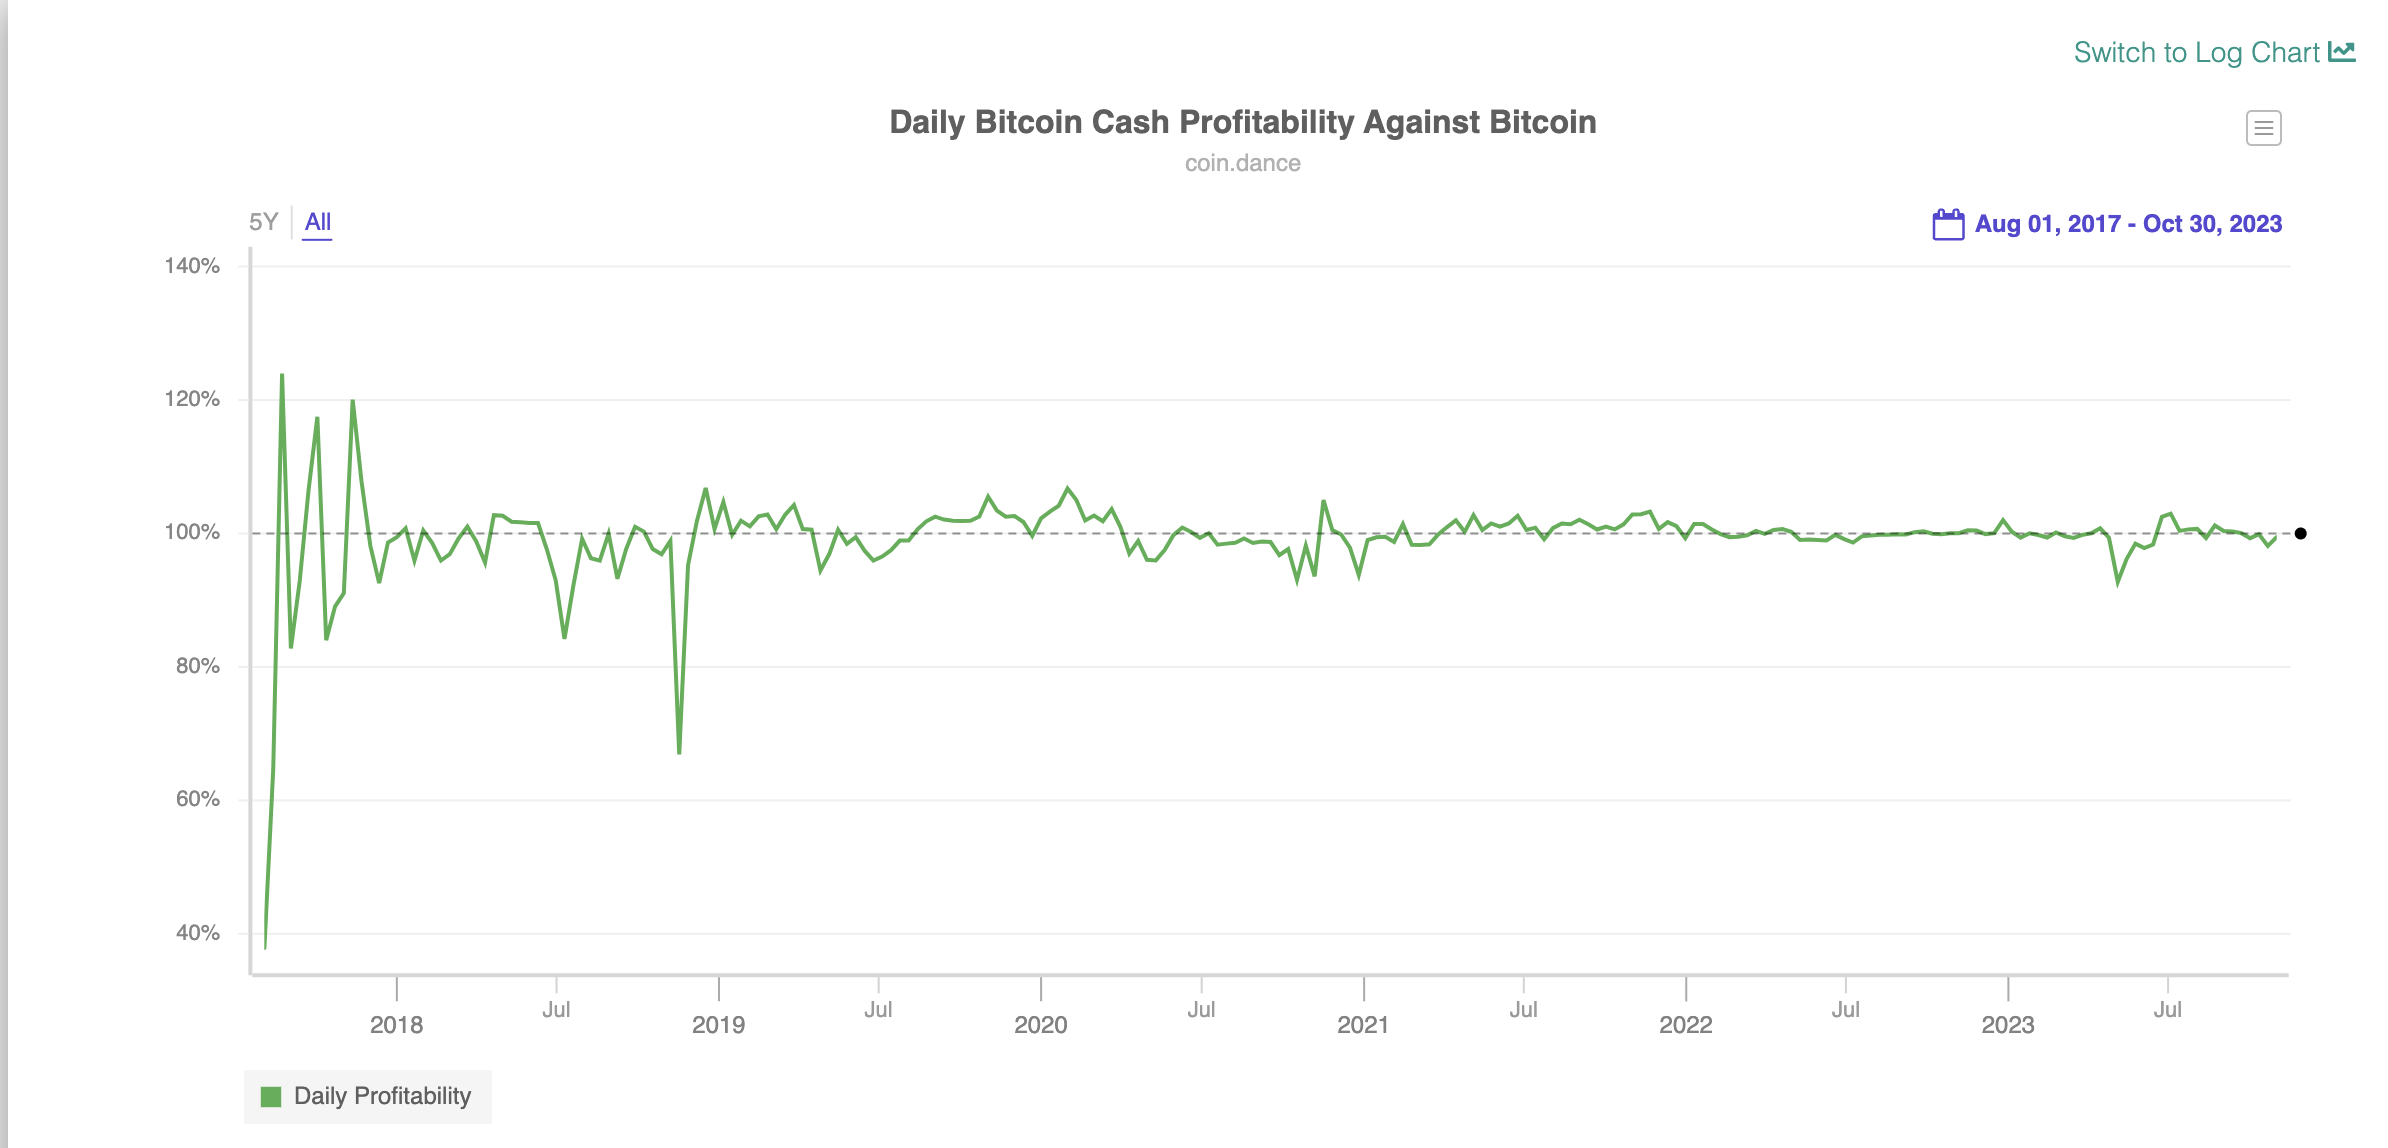 Switch to Log Chart
Daily Bitcoin Cash Profitability Against Bitcoin
coin.dance
5Y All
Aug 01, 2017 - Oct 30, 2023
140%
120%
100%
80%
60%
40%
Jul Jul Jul Jul Jul Jul
2018 2019 2020 2021 2022 2023
Daily Profitability